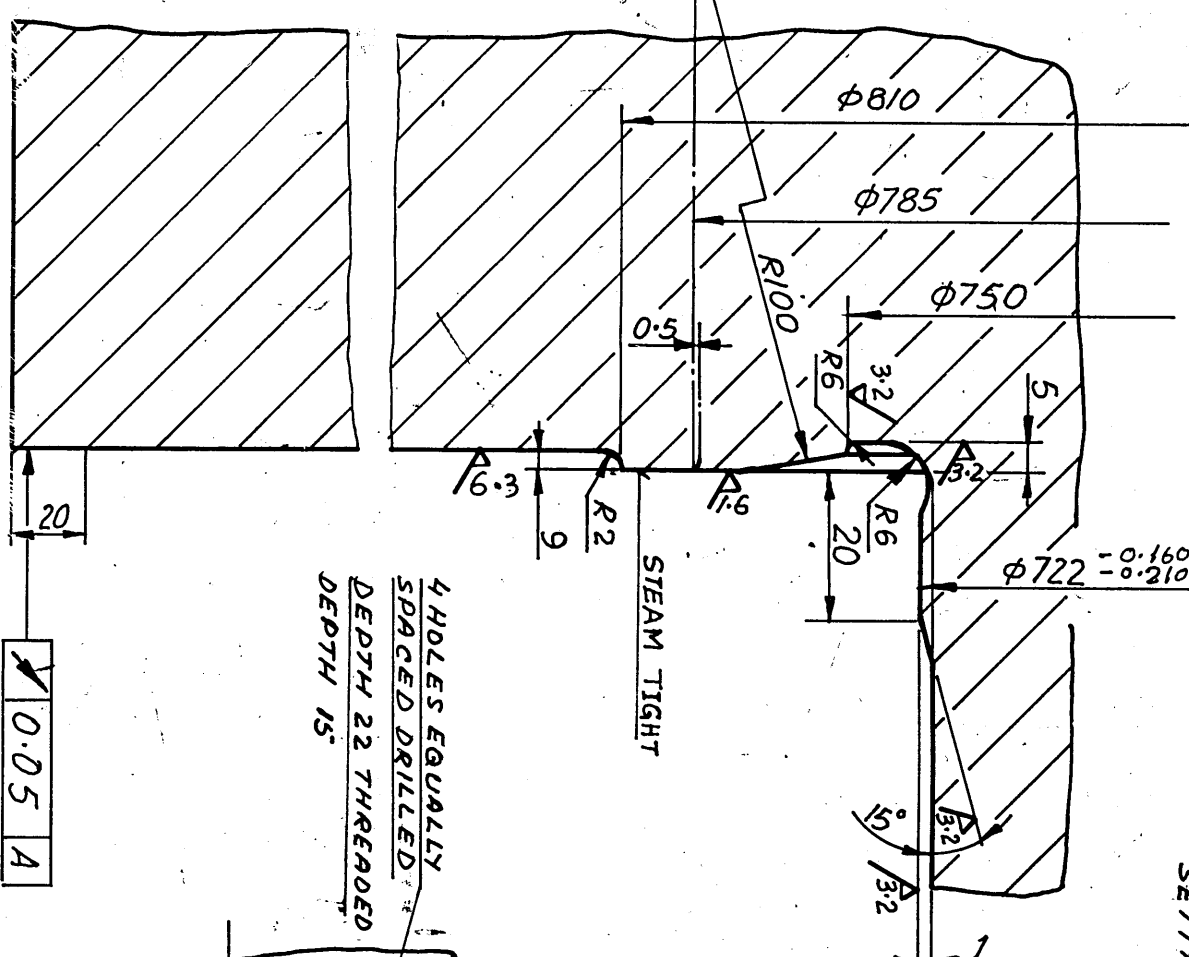 φ810
φ785
φ750
R100
0.5
R6
3.2
5
3.2
6.3
1.6
R2
9
R6
20
φ722 -0.160
-0.210
20
STEAM TIGHT
4 HOLES EQUALLY
SPACED DRILLED
DEPTH 22 THREADED
DEPTH 15
15°
3.2
3.2
0.05 A
1